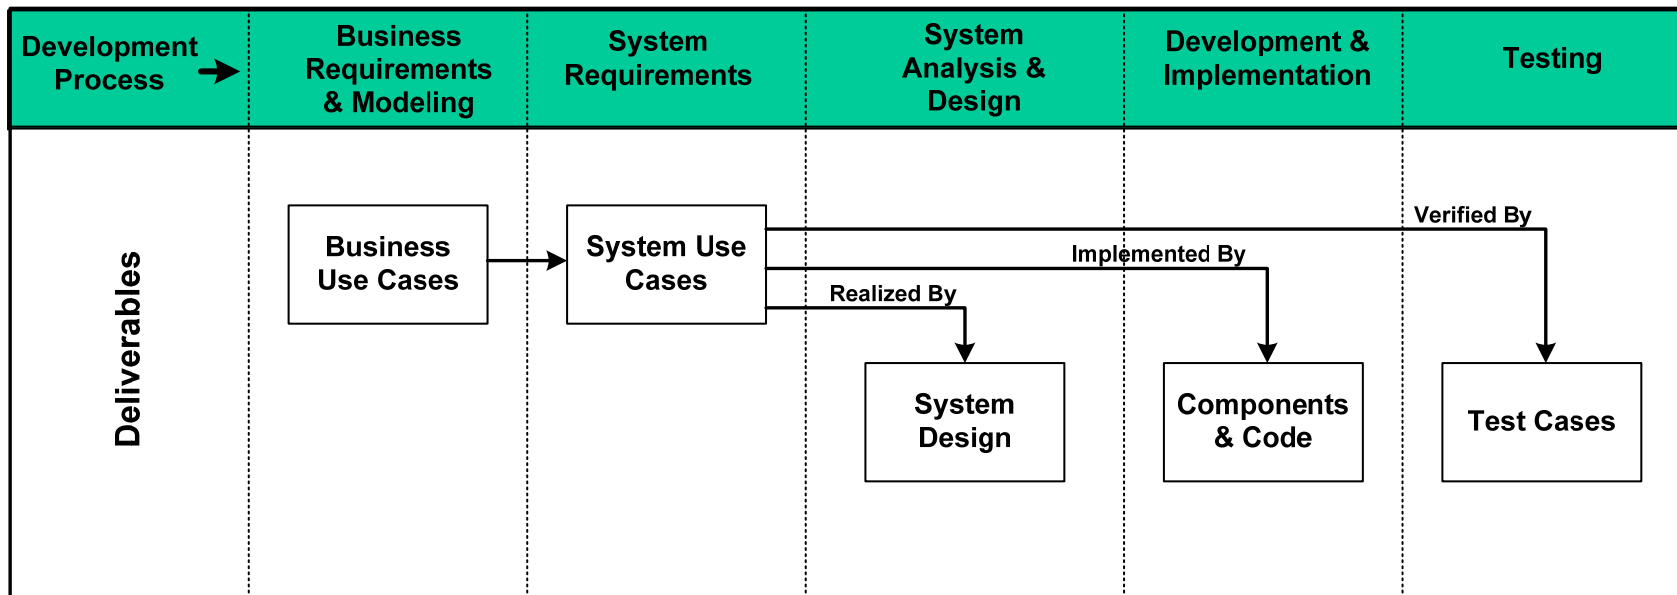 Development
Process
Business
Requirements
& Modeling
System
Requirements
System
Analysis &
Design
Development &
Implementation
Testing
Deliverables
Business
Use Cases
System Use
Cases
Verified By
Implemented By
Realized By
System
Design
Components
& Code
Test Cases